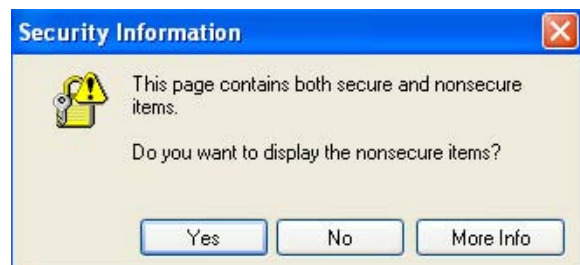 Security Information
This page contains both secure and nonsecure
items.
Do you want to display the nonsecure items?
Yes
No
More Info